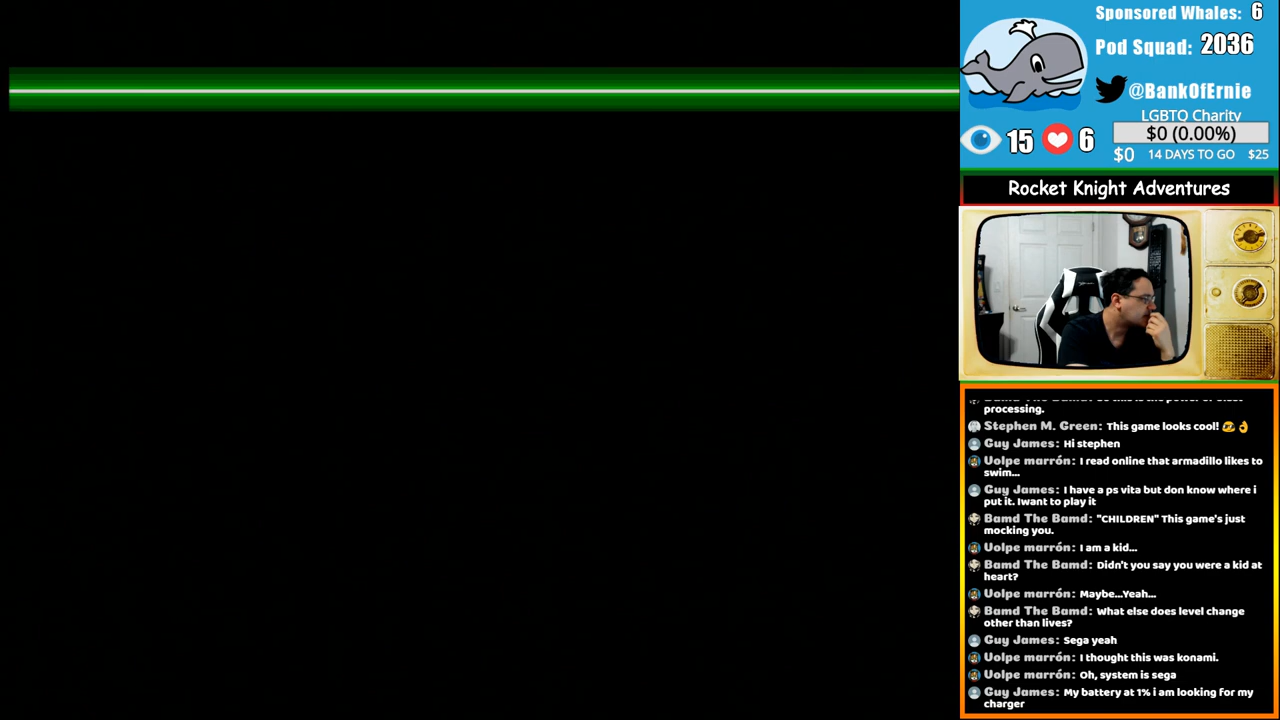 Sponsored Whales: 6
Pod Squad: 2036
@BankOfErnie
LGBTQ Charity
15 6 $0 (0.00%)
$0 14 DAYS TO GO $25
Rocket Knight Adventures
processing.
Stephen M. Green: This game looks cool! 🤣👌
Guy James: Hi stephen
Uolpe marrón: I read online that armadillo likes to
swim...
Guy James: I have a ps vita but don know where i
put it. Iwant to play it
Bamd The Bamd: "CHILDREN" This game's just
mocking you.
Uolpe marrón: I am a kid...
Bamd The Bamd: Didn't you say you were a kid at
heart?
Uolpe marrón: Maybe...Yeah...
Bamd The Bamd: What else does level change
other than lives?
Guy James: Sega yeah
Uolpe marrón: I thought this was konami.
Uolpe marrón: Oh, system is sega
Guy James: My battery at 1% i am looking for my
charger